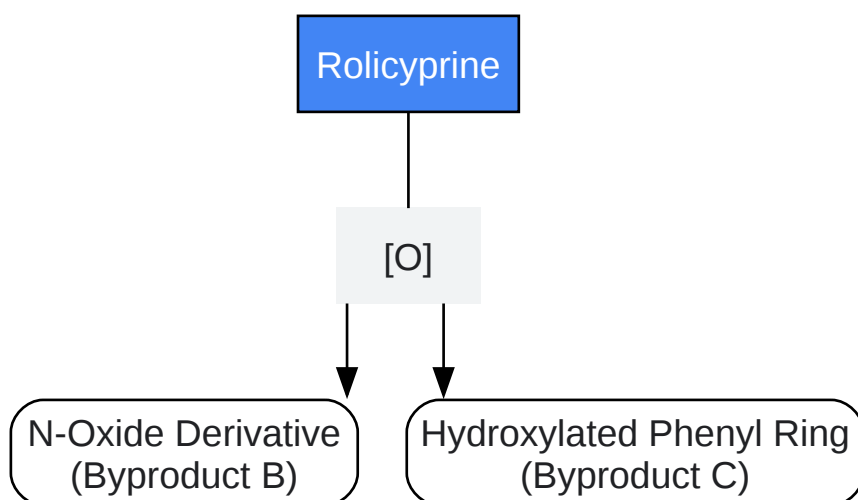 Rolicyprine
[O]
N-Oxide Derivative
(Byproduct B)
Hydroxylated Phenyl Ring
(Byproduct C)